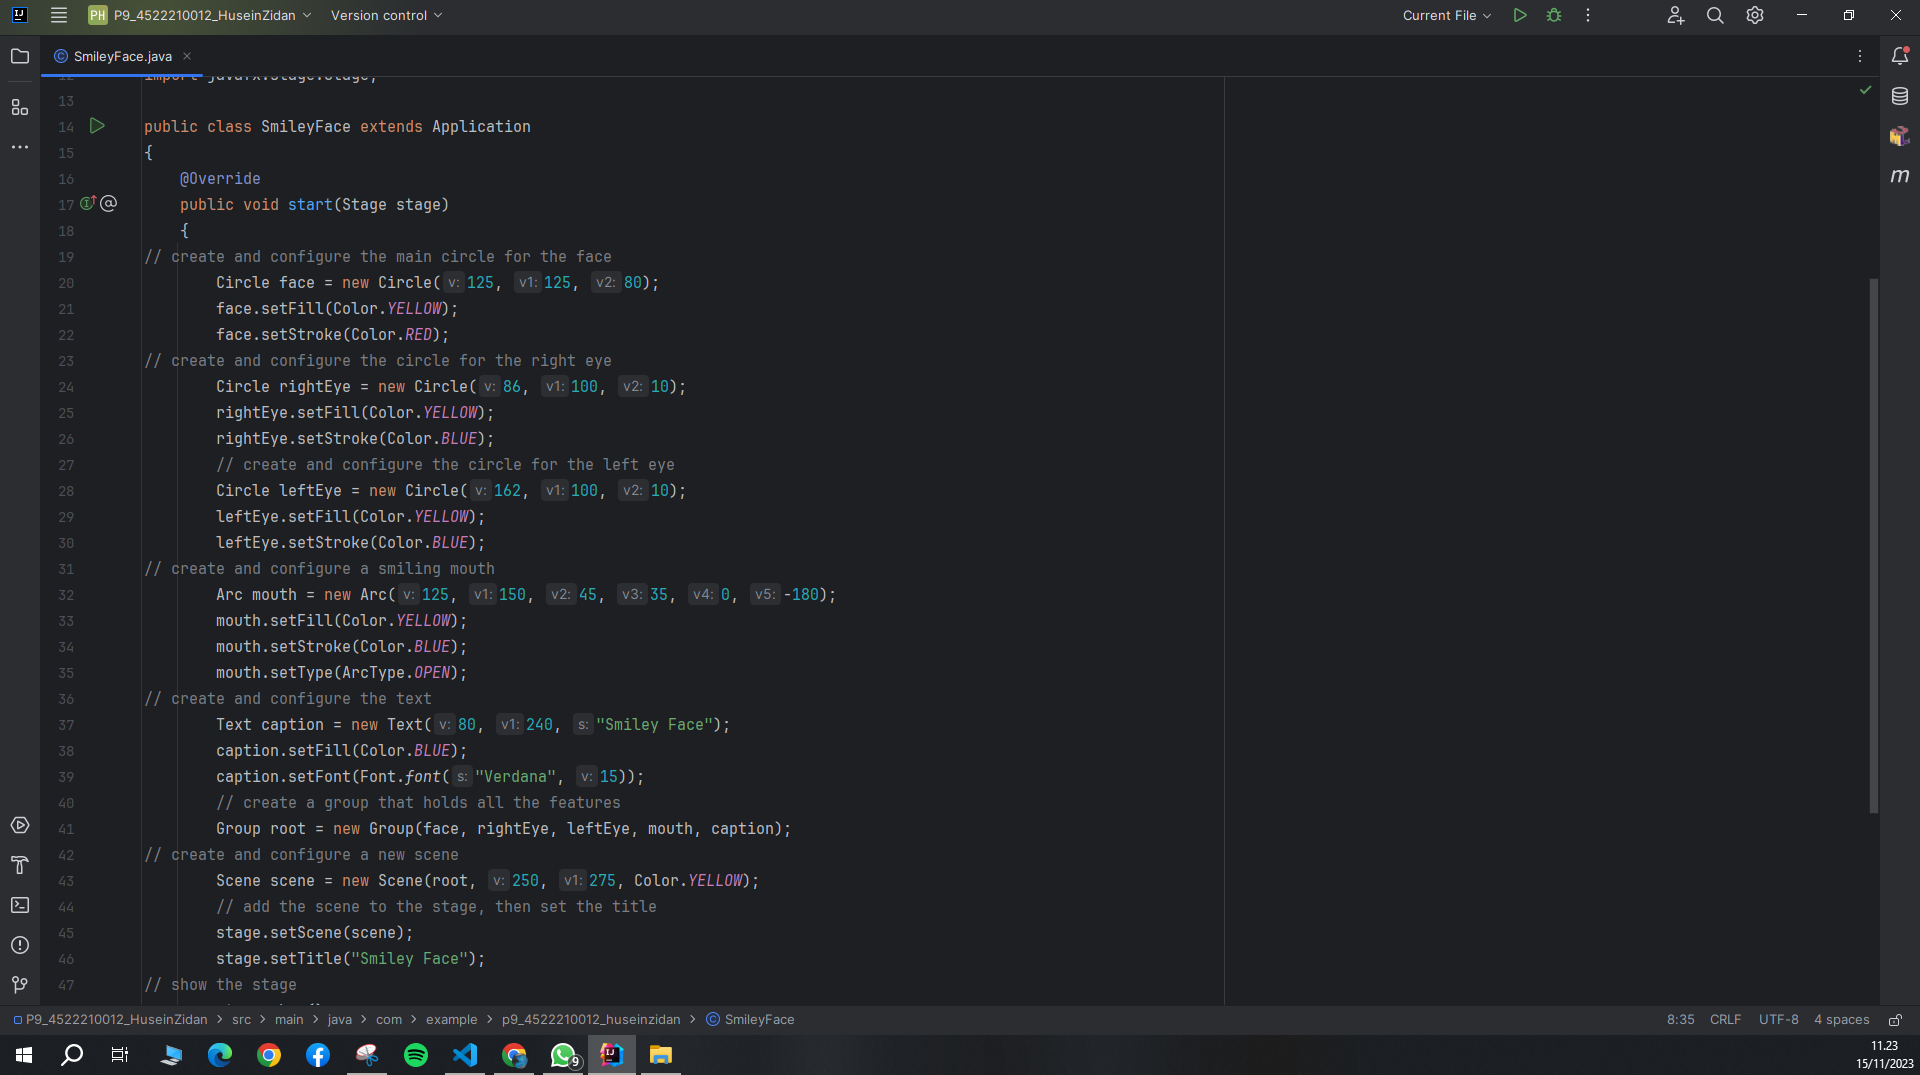 PH P9_4522210012_HuseinZidan Version control Current File
SmileyFace.java
12 import javafx.stage.Stage;
13
14 public class SmileyFace extends Application
15 {
16 @Override
17 public void start(Stage stage)
18 {
19 // create and configure the main circle for the face
20 Circle face = new Circle( v: 125, v1: 125, v2: 80);
21 face.setFill(Color.YELLOW);
22 face.setStroke(Color.RED);
23 // create and configure the circle for the right eye
24 Circle rightEye = new Circle( v: 86, v1: 100, v2: 10);
25 rightEye.setFill(Color.YELLOW);
26 rightEye.setStroke(Color.BLUE);
27 // create and configure the circle for the left eye
28 Circle leftEye = new Circle( v: 162, v1: 100, v2: 10);
29 leftEye.setFill(Color.YELLOW);
30 leftEye.setStroke(Color.BLUE);
31 // create and configure a smiling mouth
32 Arc mouth = new Arc( v: 125, v1: 150, v2: 45, v3: 35, v4: 0, v5: -180);
33 mouth.setFill(Color.YELLOW);
34 mouth.setStroke(Color.BLUE);
35 mouth.setType(ArcType.OPEN);
36 // create and configure the text
37 Text caption = new Text( v: 80, v1: 240, s: "Smiley Face");
38 caption.setFill(Color.BLUE);
39 caption.setFont(Font.font( s: "Verdana", v: 15));
40 // create a group that holds all the features
41 Group root = new Group(face, rightEye, leftEye, mouth, caption);
42 // create and configure a new scene
43 Scene scene = new Scene(root, v: 250, v1: 275, Color.YELLOW);
44 // add the scene to the stage, then set the title
45 stage.setScene(scene);
46 stage.setTitle("Smiley Face");
47 // show the stage
P9_4522210012_HuseinZidan > src > main > java > com > example > p9_4522210012_huseinzidan > SmileyFace 8:35 CRLF UTF-8 4 spaces
11.23
15/11/2023